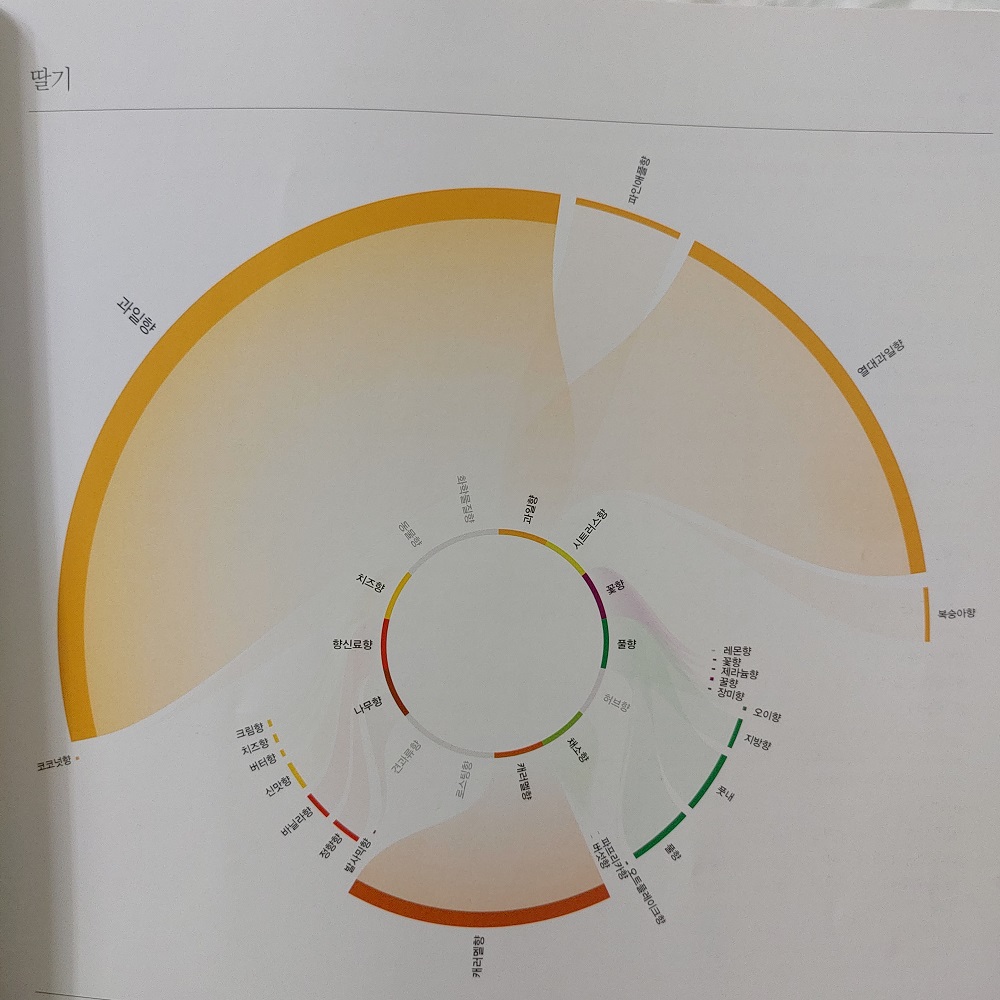 딸기
파인애플향
과일향
열대과일향
복숭아향
코코넛향
화학물질향
동물향
치즈향
향신료향
나무향
견과류향
로스팅향
캐러멜향
채소향
허브향
풀향
꽃향
시트러스향
과일향
레몬향
꽃향
제라늄향
꿀향
장미향
오이향
지방향
풋내
풀향
오트플레이크향
파프리카향
버섯향
캐러멜향
발사믹향
정향향
바닐라향
신맛향
버터향
치즈향
크림향